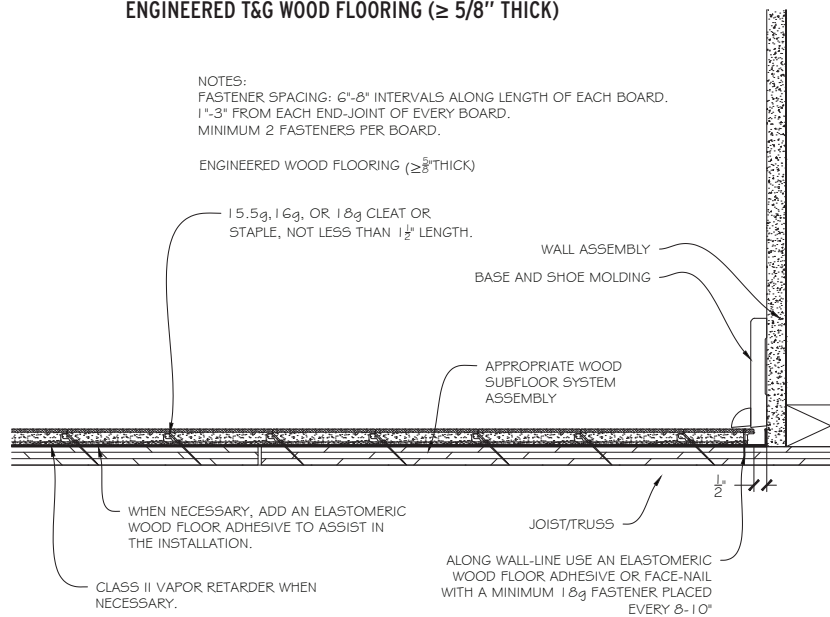 ENGINEERED T&G WOOD FLOORING (≥ 5/8" THICK)
NOTES:
FASTENER SPACING: 6"-8" INTERVALS ALONG LENGTH OF EACH BOARD.
1"-3" FROM EACH END-JOINT OF EVERY BOARD.
MINIMUM 2 FASTENERS PER BOARD.
ENGINEERED WOOD FLOORING (≥5/8"THICK)
15.5g, 16g, OR 18g CLEAT OR
STAPLE, NOT LESS THAN 1 1/2" LENGTH.
WALL ASSEMBLY
BASE AND SHOE MOLDING
APPROPRIATE WOOD
SUBFLOOR SYSTEM
ASSEMBLY
1/2"
WHEN NECESSARY, ADD AN ELASTOMERIC
WOOD FLOOR ADHESIVE TO ASSIST IN
THE INSTALLATION.
JOIST/TRUSS
ALONG WALL-LINE USE AN ELASTOMERIC
WOOD FLOOR ADHESIVE OR FACE-NAIL
WITH A MINIMUM 18g FASTENER PLACED
EVERY 8-10"
CLASS II VAPOR RETARDER WHEN
NECESSARY.